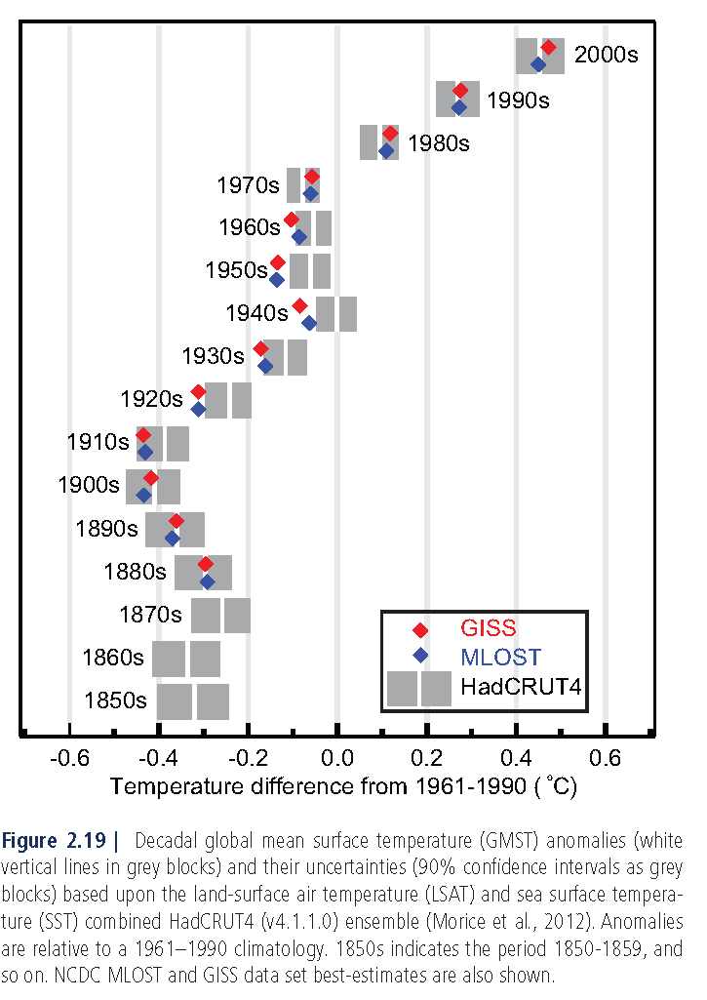 2000s
1990s
1980s
1970s
1960s
1950s
1940s
1930s
1920s
1910s
1900s
1890s
1880s
1870s
1860s
1850s
GISS
MLOST
HadCRUT4
-0.6 -0.4 -0.2 0.0 0.2 0.4 0.6
Temperature difference from 1961-1990 ( °C)
Figure 2.19 | Decadal global mean surface temperature (GMST) anomalies (white
vertical lines in grey blocks) and their uncertainties (90% confidence intervals as grey
blocks) based upon the land-surface air temperature (LSAT) and sea surface tempera-
ture (SST) combined HadCRUT4 (v4.1.1.0) ensemble (Morice et al., 2012). Anomalies
are relative to a 1961–1990 climatology. 1850s indicates the period 1850-1859, and
so on. NCDC MLOST and GISS data set best-estimates are also shown.